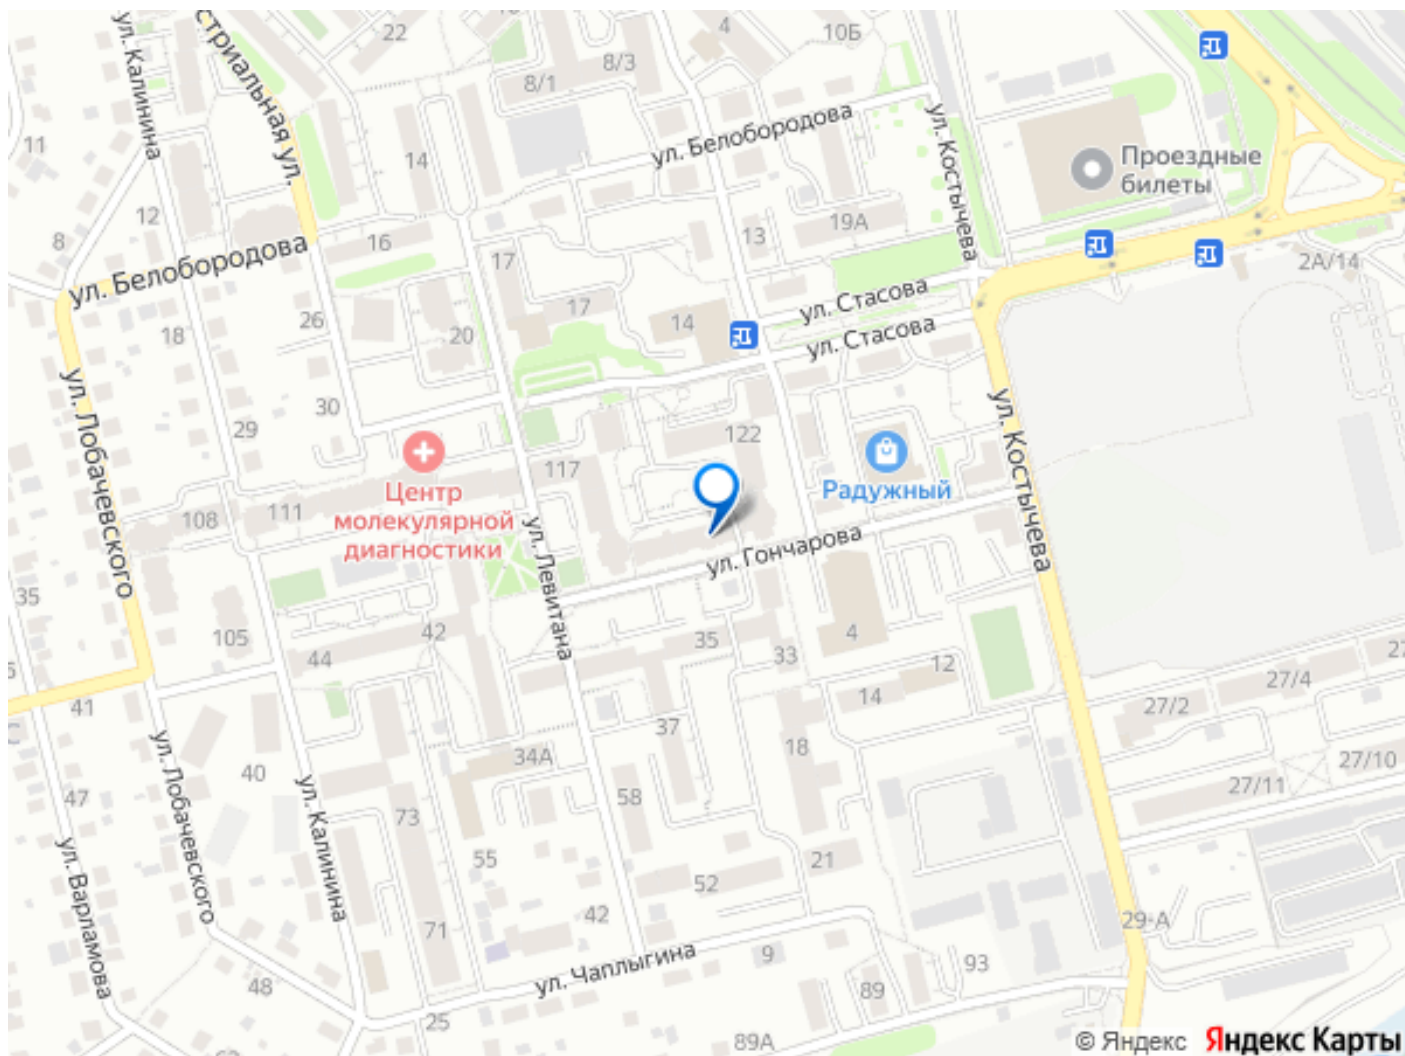 ул. Калинина
стриальная ул.
22
4
10Б
8/3
8/1
ул. Белобородова
ул. Костычева
11
14
Проездные
билеты
12
8
16
13
19А
17
ул. Белобородова
2А/14
ул. Стасова
17
18
26
20
14
ул. Стасова
ул. Лобачевского
30
29
122
ул. Костычева
117
Центр
молекулярной
диагностики
Радужный
108
111
ул. Левитана
ул. Гончарова
35
105
42
44
35
33
4
12
14
27
27/4
27/2
41
С
37
18
34А
40
47
58
27/10
27/11
ул. Лобачевского
ул. Калинина
73
55
21
52
ул. Варламова
42
71
29-А
ул. Чаплыгина
9
93
48
89
25
89А
© Яндекс
Яндекс Карты